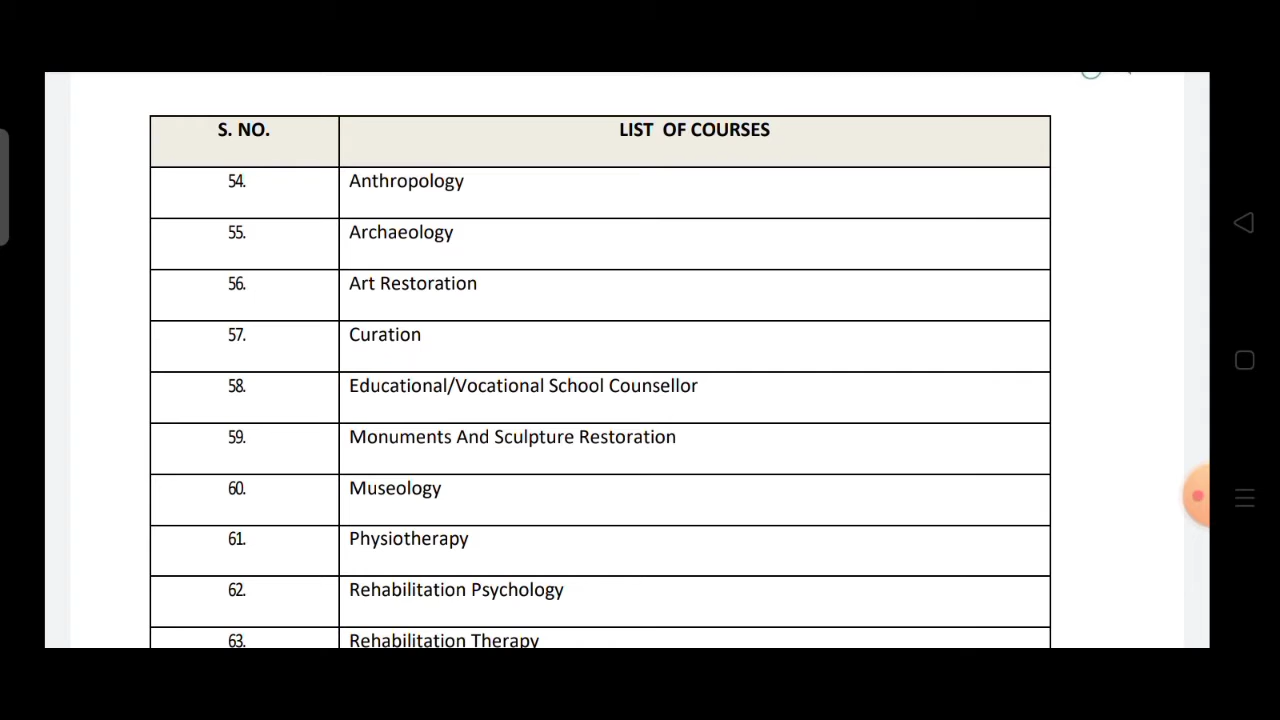 S. NO. LIST OF COURSES
54. Anthropology
55. Archaeology
56. Art Restoration
57. Curation
58. Educational/Vocational School Counsellor
59. Monuments And Sculpture Restoration
60. Museology
61. Physiotherapy
62. Rehabilitation Psychology
63. Rehabilitation Therapy